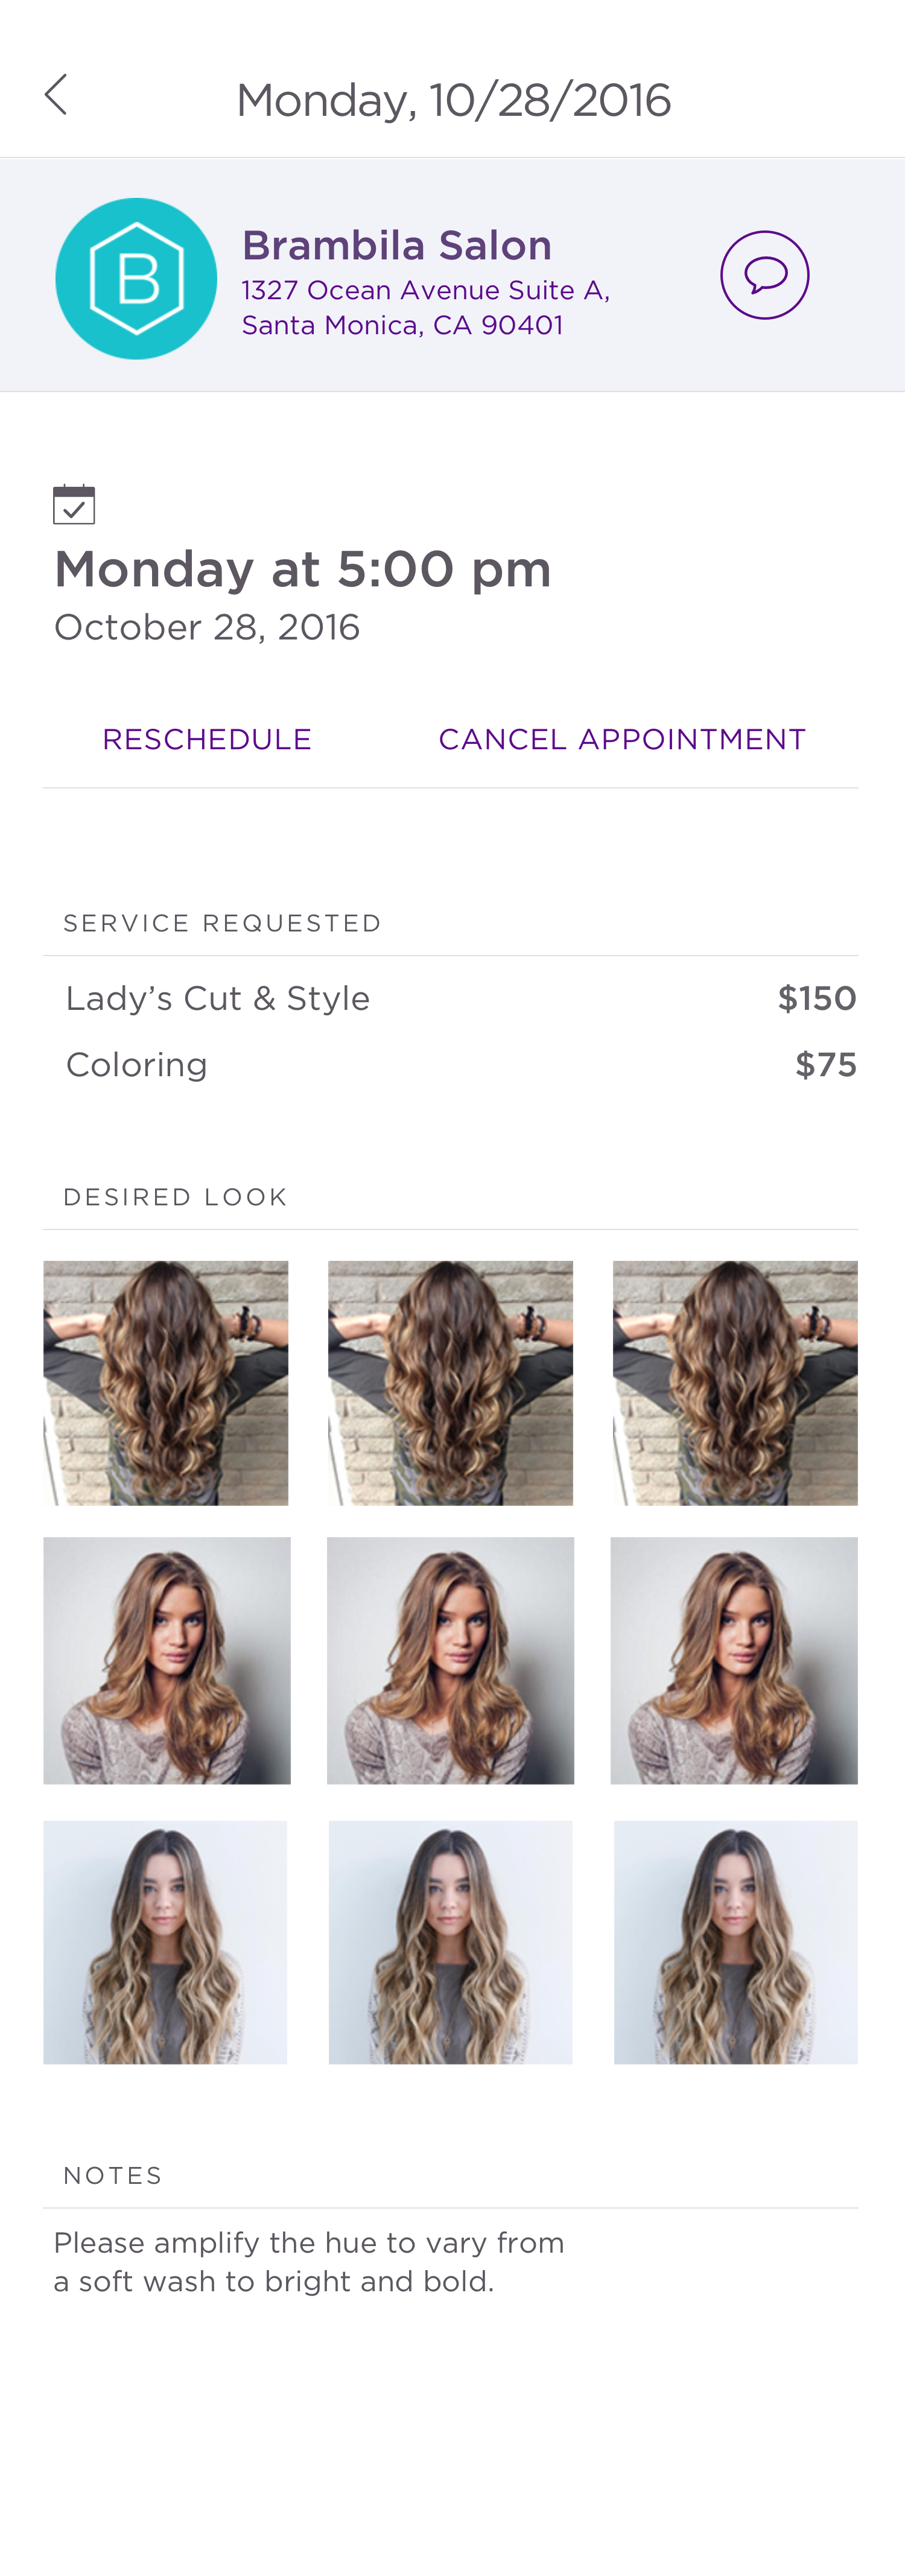 Monday, 10/28/2016
B
Brambila Salon
1327 Ocean Avenue Suite A,
Santa Monica, CA 90401
Monday at 5:00 pm
October 28, 2016
RESCHEDULE CANCEL APPOINTMENT
SERVICE REQUESTED
Lady’s Cut & Style $150
Coloring $75
DESIRED LOOK
NOTES
Please amplify the hue to vary from
a soft wash to bright and bold.